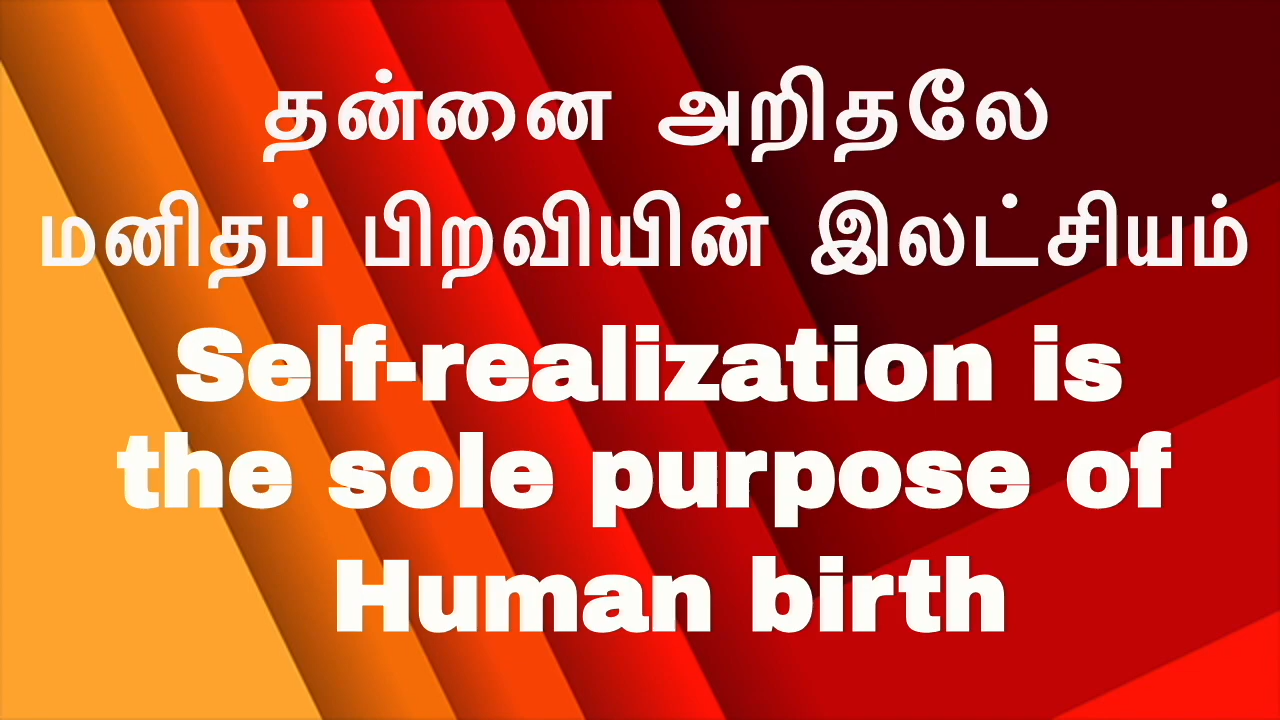 தன்னை அறிதலே
மனிதப் பிறவியின் இலட்சியம்
Self-realization is
the sole purpose of
Human birth